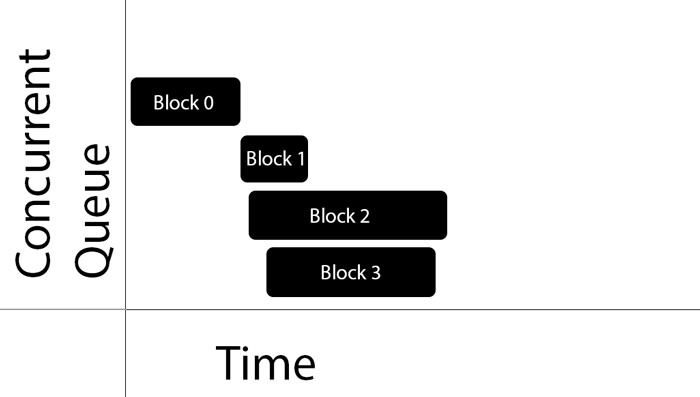 Concurrent
Queue
Block 0
Block 1
Block 2
Block 3
Time